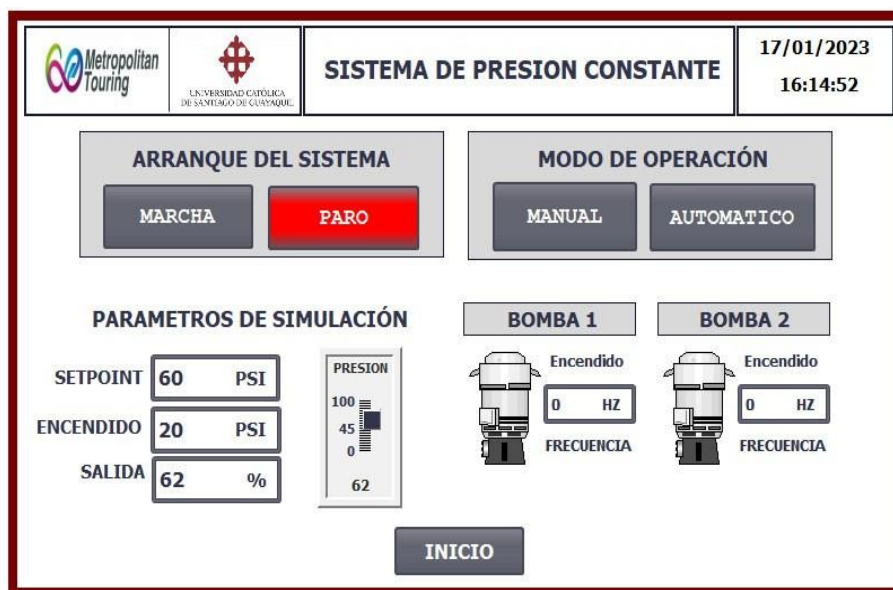 Metropolitan
Touring
UNIVERSIDAD CATÓLICA
DE SANTIAGO DE GUAYAQUIL
SISTEMA DE PRESION CONSTANTE
17/01/2023
16:14:52
ARRANQUE DEL SISTEMA
MARCHA
PARO
MODO DE OPERACIÓN
MANUAL
AUTOMATICO
PARAMETROS DE SIMULACIÓN
SETPOINT 60 PSI
ENCENDIDO 20 PSI
SALIDA 62 %
PRESION
100
45
0
62
BOMBA 1
Encendido
0 HZ
FRECUENCIA
BOMBA 2
Encendido
0 HZ
FRECUENCIA
INICIO